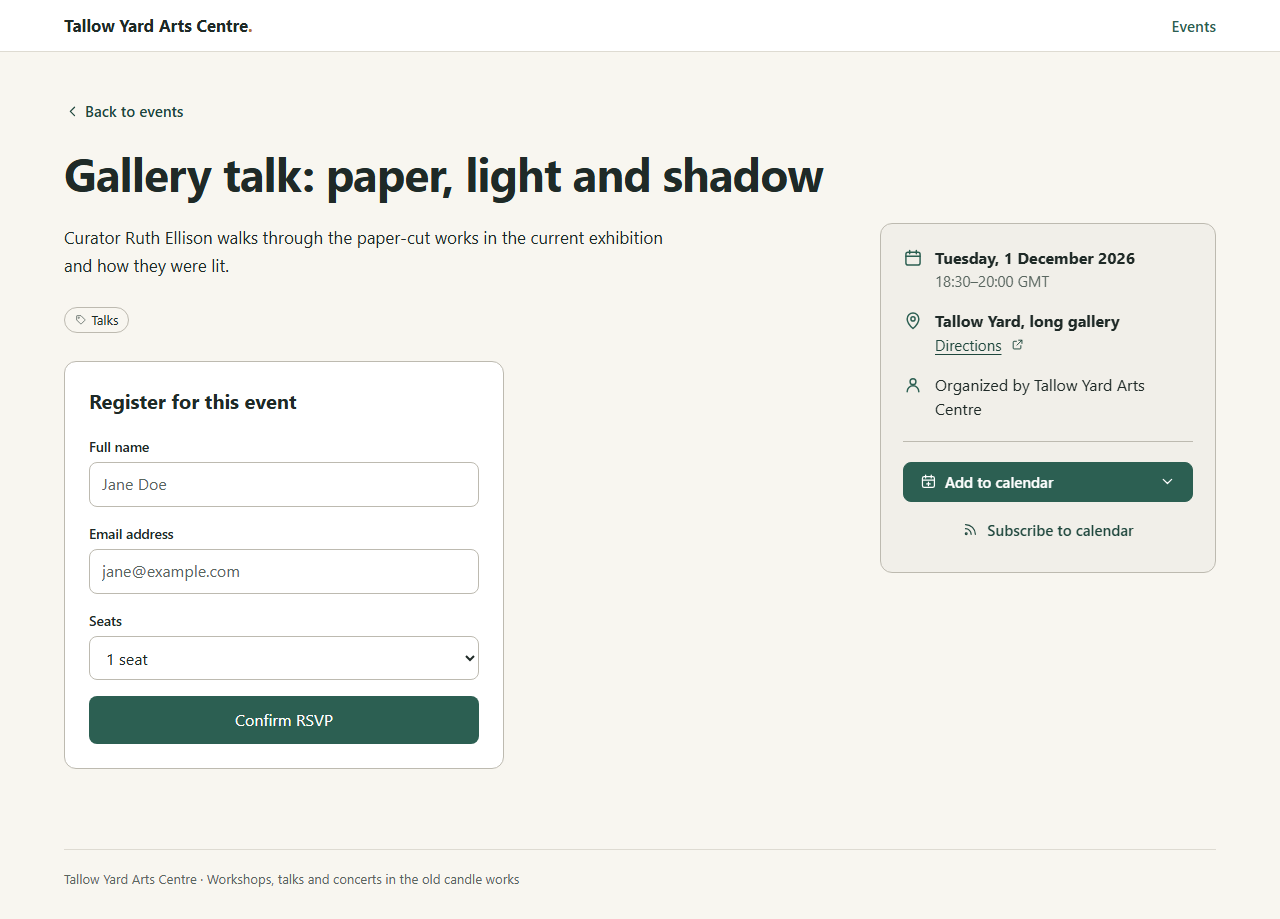 Tallow Yard Arts Centre.
Events
Back to events
Gallery talk: paper, light and shadow
Curator Ruth Ellison walks through the paper-cut works in the current exhibition
and how they were lit.
Talks
Register for this event
Full name
Jane Doe
Email address
jane@example.com
Seats
1 seat
Confirm RSVP
Tuesday, 1 December 2026
18:30–20:00 GMT
Tallow Yard, long gallery
Directions
Organized by Tallow Yard Arts
Centre
Add to calendar
Subscribe to calendar
Tallow Yard Arts Centre · Workshops, talks and concerts in the old candle works